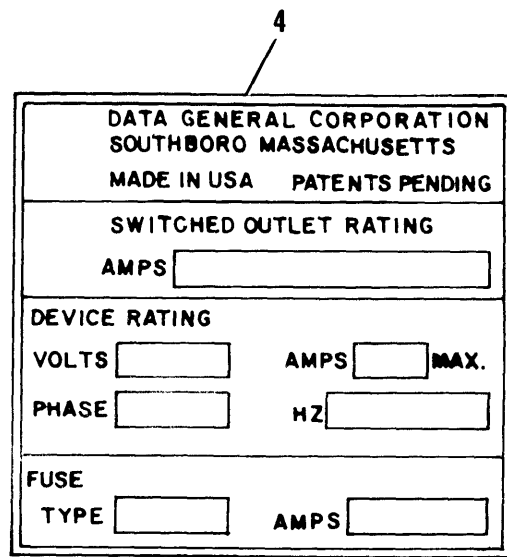 4
DATA GENERAL CORPORATION
SOUTHBORO MASSACHUSETTS
MADE IN USA PATENTS PENDING
SWITCHED OUTLET RATING
AMPS
DEVICE RATING
VOLTS AMPS MAX.
PHASE HZ
FUSE
TYPE AMPS